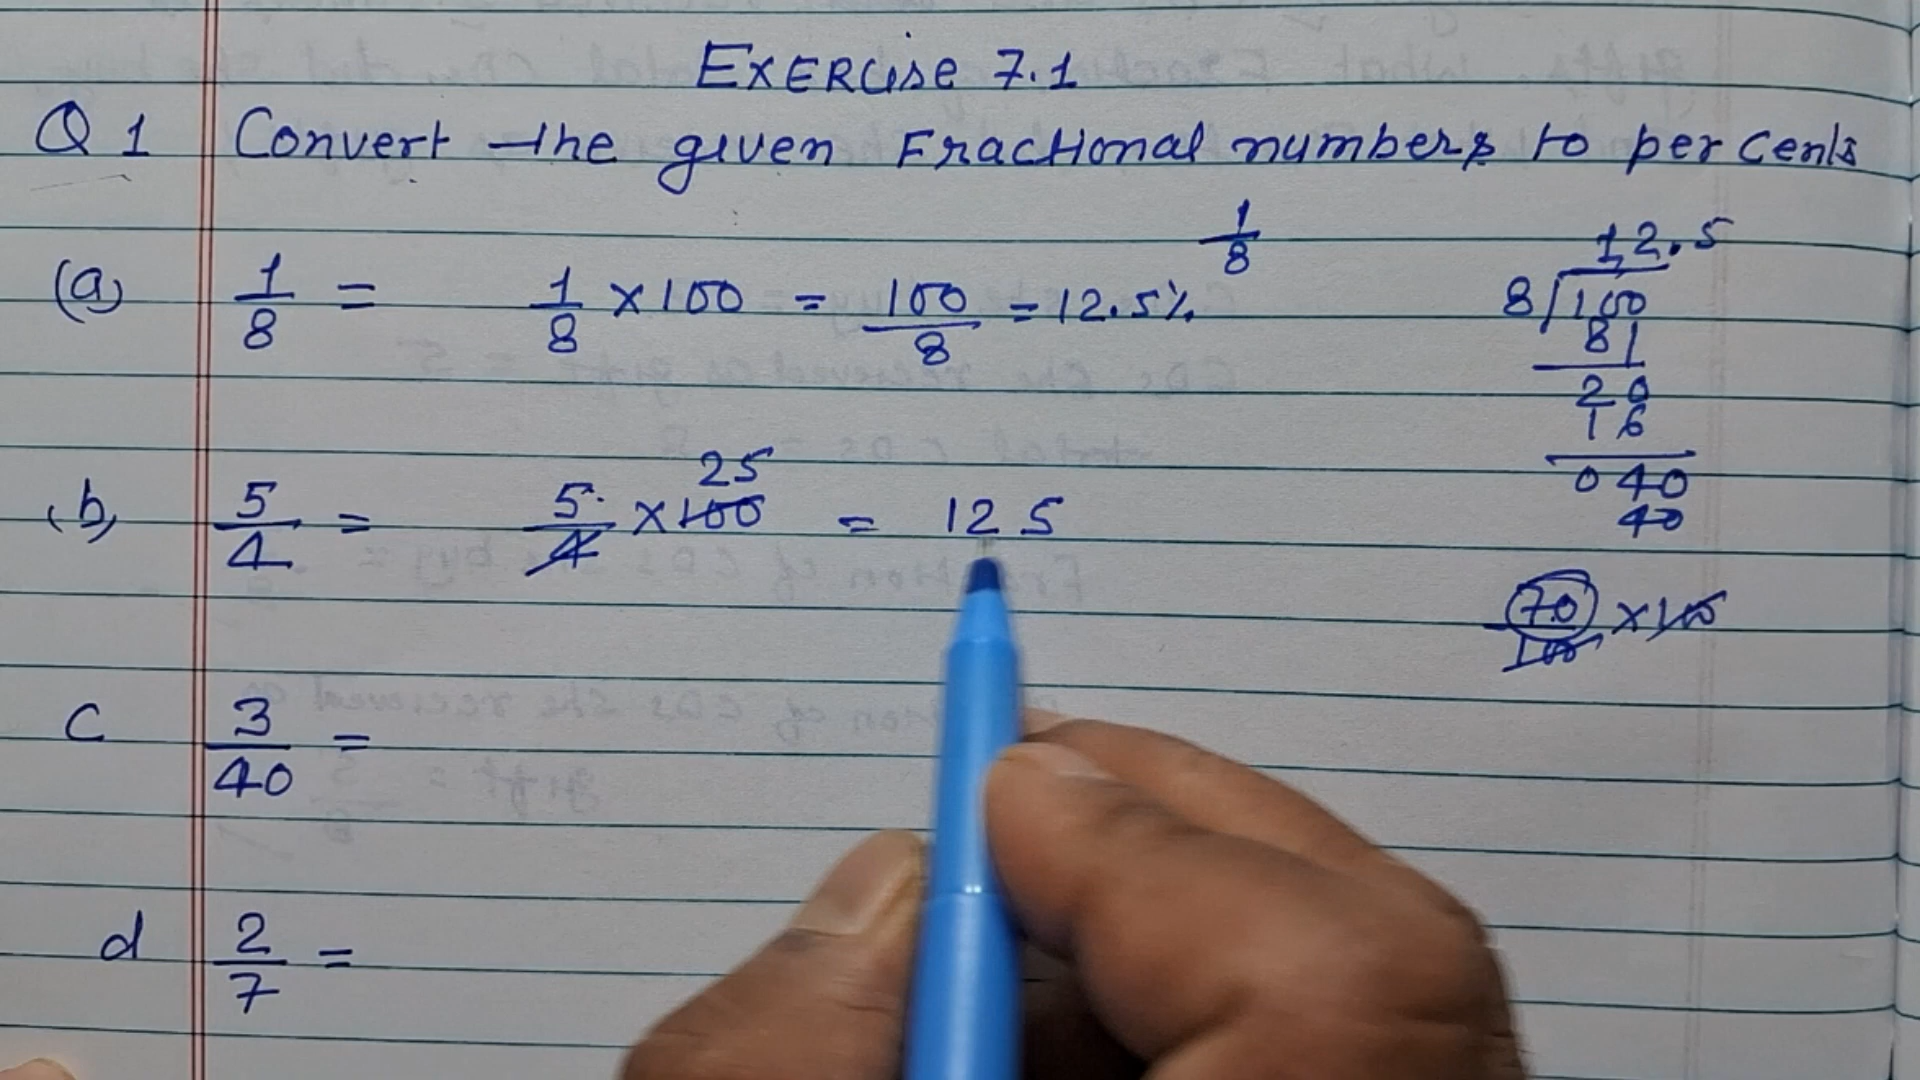 EXERCISE 7.1
Q 1 Convert the given Fractional numbers to per cents
(a) 1/8 = 1/8 × 100 = 100/8 = 12.5%
1/8
12.5
8 100
81
20
16
040
40
(b) 5/4 = 5/4 × 100 = 125
25
70/100 × 100
c 3/40 =
d 2/7 =